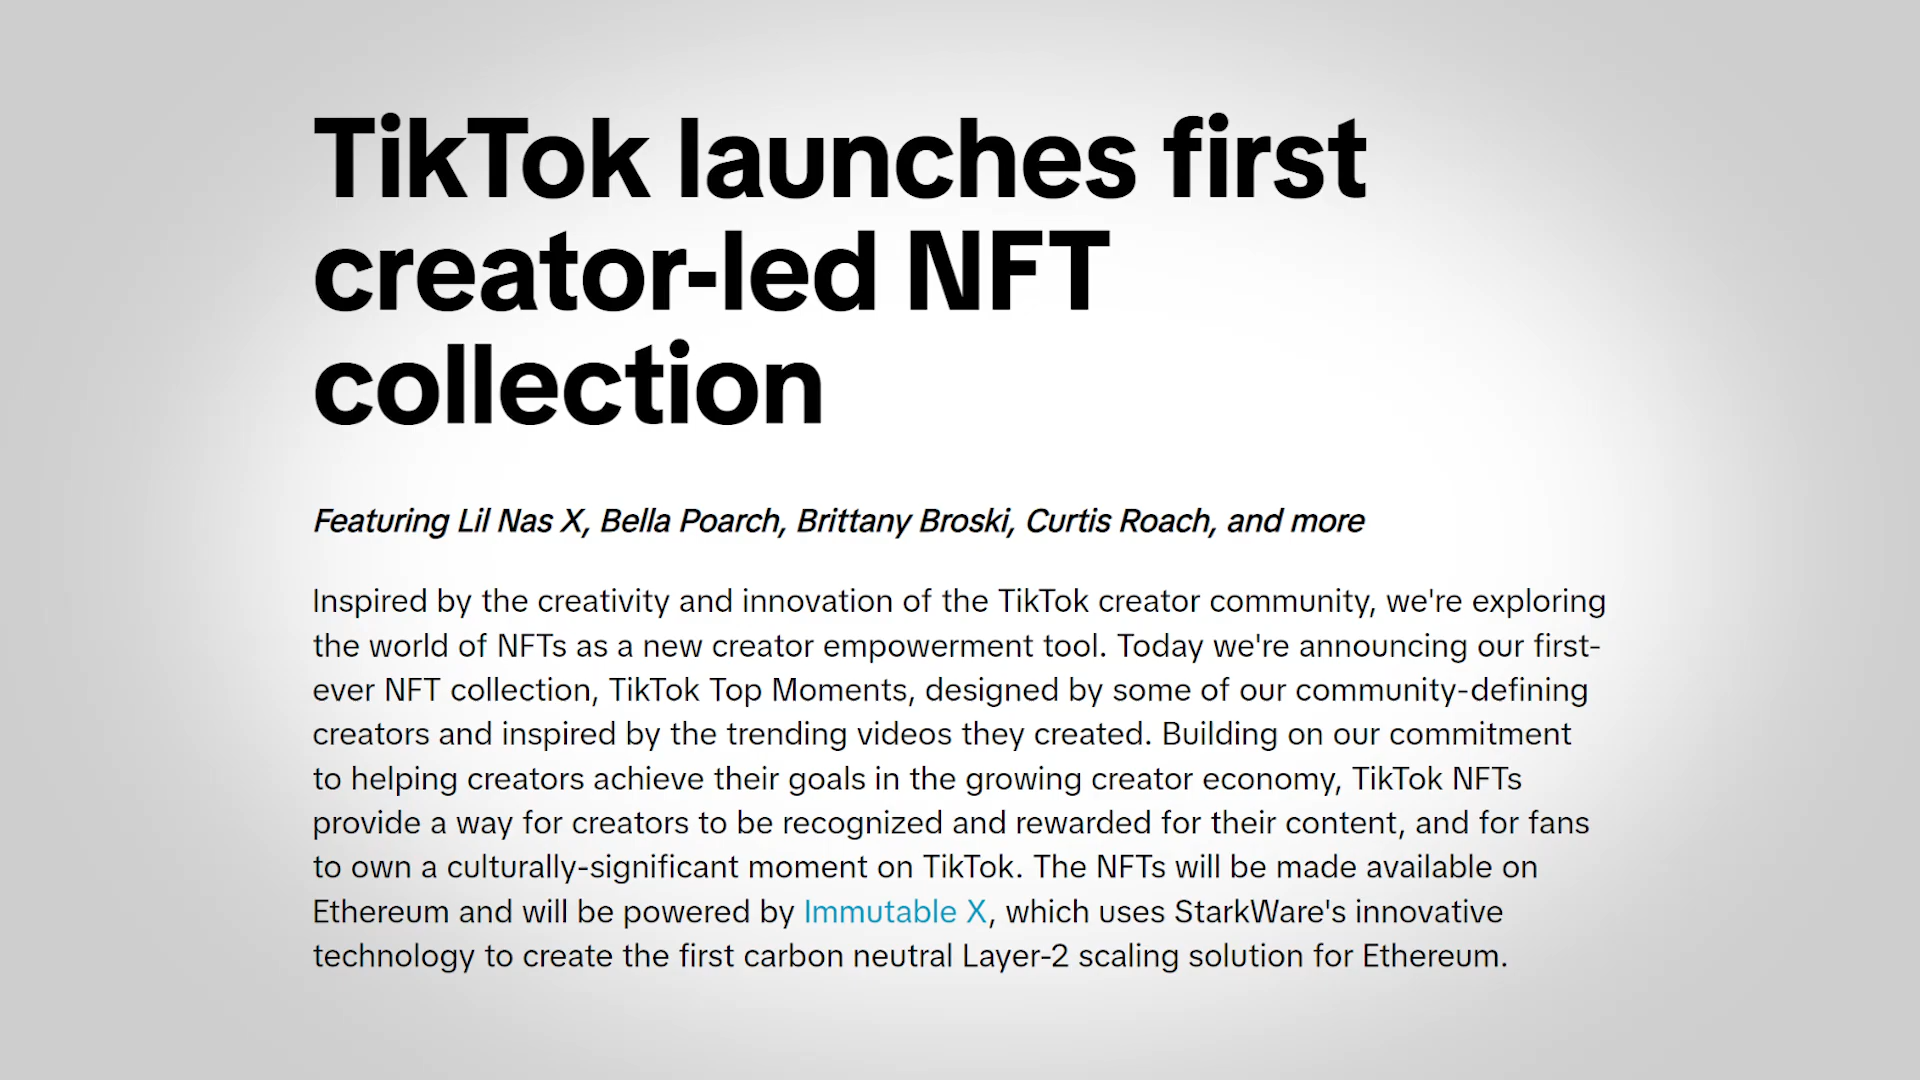 TikTok launches first
creator-led NFT
collection
Featuring Lil Nas X, Bella Poarch, Brittany Broski, Curtis Roach, and more
Inspired by the creativity and innovation of the TikTok creator community, we're exploring
the world of NFTs as a new creator empowerment tool. Today we're announcing our first-
ever NFT collection, TikTok Top Moments, designed by some of our community-defining
creators and inspired by the trending videos they created. Building on our commitment
to helping creators achieve their goals in the growing creator economy, TikTok NFTs
provide a way for creators to be recognized and rewarded for their content, and for fans
to own a culturally-significant moment on TikTok. The NFTs will be made available on
Ethereum and will be powered by Immutable X, which uses StarkWare's innovative
technology to create the first carbon neutral Layer-2 scaling solution for Ethereum.